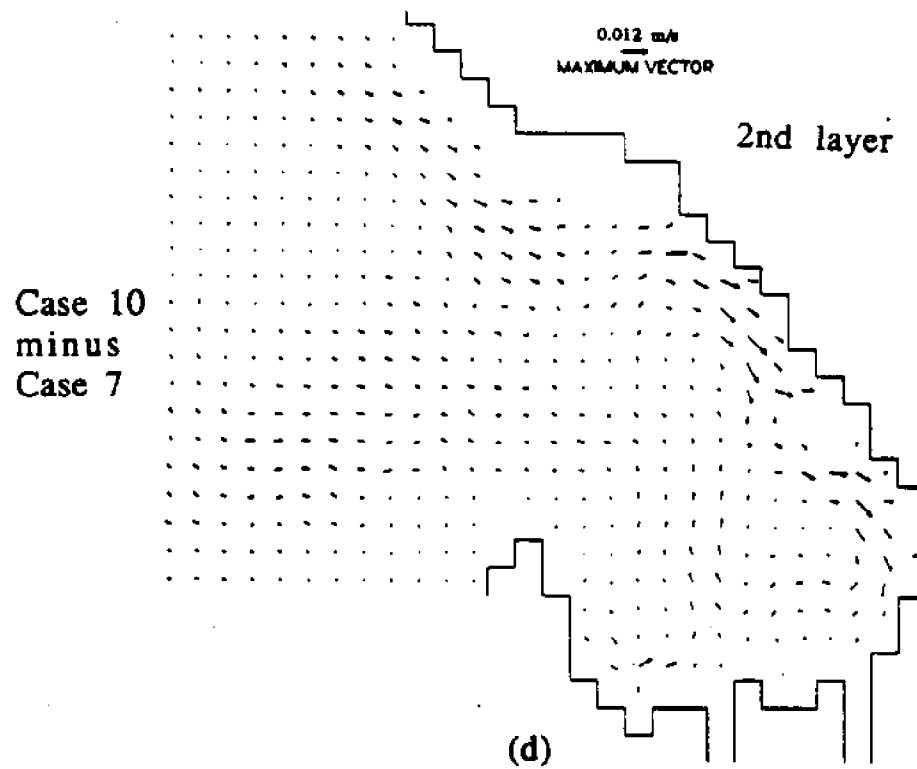 0.012 m/s
MAXIMUM VECTOR
2nd layer
Case 10
minus
Case 7
(d)